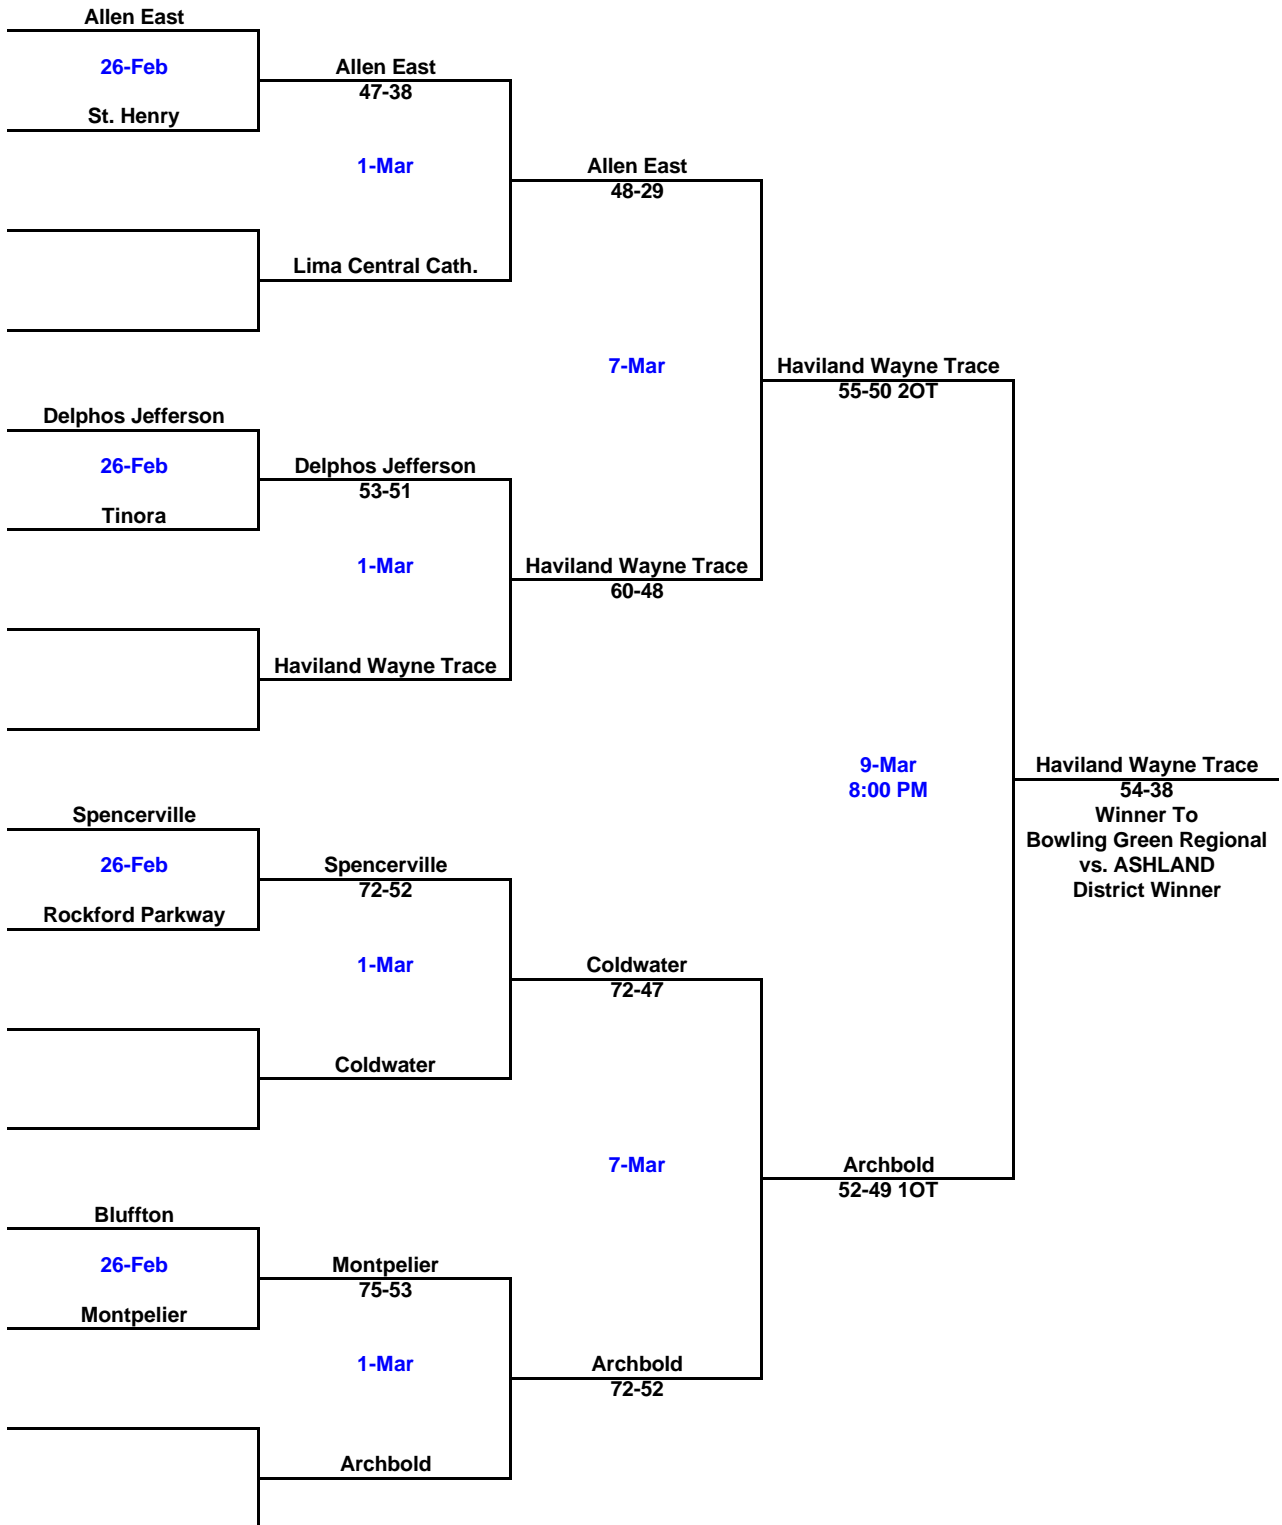 Allen East
26-Feb
St. Henry
Allen East
47-38
1-Mar
Lima Central Cath.
Allen East
48-29
Delphos Jefferson
26-Feb
Tinora
Delphos Jefferson
53-51
1-Mar
Haviland Wayne Trace
Haviland Wayne Trace
60-48
7-Mar
Haviland Wayne Trace
55-50 2OT
Spencerville
26-Feb
Rockford Parkway
Spencerville
72-52
1-Mar
Coldwater
Coldwater
72-47
Bluffton
26-Feb
Montpelier
Montpelier
75-53
1-Mar
Archbold
Archbold
72-52
7-Mar
Archbold
52-49 1OT
9-Mar
8:00 PM
Haviland Wayne Trace
54-38
Winner To
Bowling Green Regional
vs. ASHLAND
District Winner